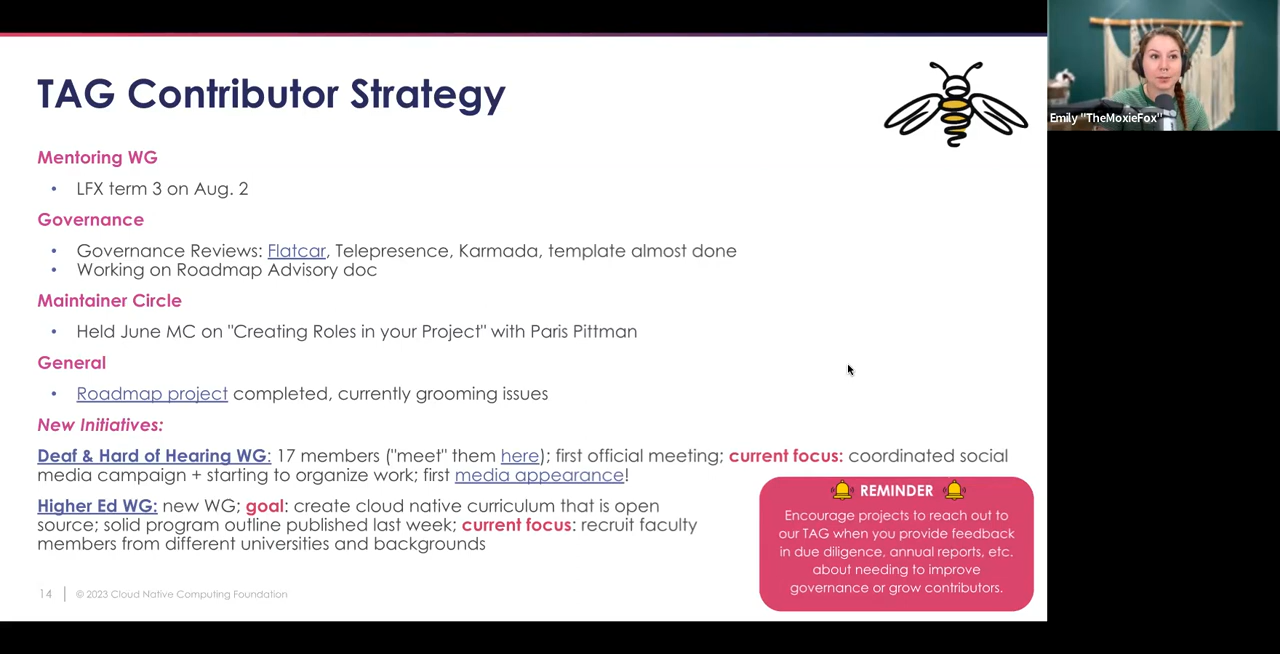 TAG Contributor Strategy
Emily "TheMoxieFox"
Mentoring WG
• LFX term 3 on Aug. 2
Governance
• Governance Reviews: Flatcar, Telepresence, Karmada, template almost done
• Working on Roadmap Advisory doc
Maintainer Circle
• Held June MC on "Creating Roles in your Project" with Paris Pittman
General
• Roadmap project completed, currently grooming issues
New Initiatives:
Deaf & Hard of Hearing WG: 17 members ("meet" them here); first official meeting; current focus: coordinated social
media campaign + starting to organize work; first media appearance!
Higher Ed WG: new WG; goal: create cloud native curriculum that is open
source; solid program outline published last week; current focus: recruit faculty
members from different universities and backgrounds
REMINDER
Encourage projects to reach out to
our TAG when you provide feedback
in due diligence, annual reports, etc.
about needing to improve
governance or grow contributors.
14 | © 2023 Cloud Native Computing Foundation